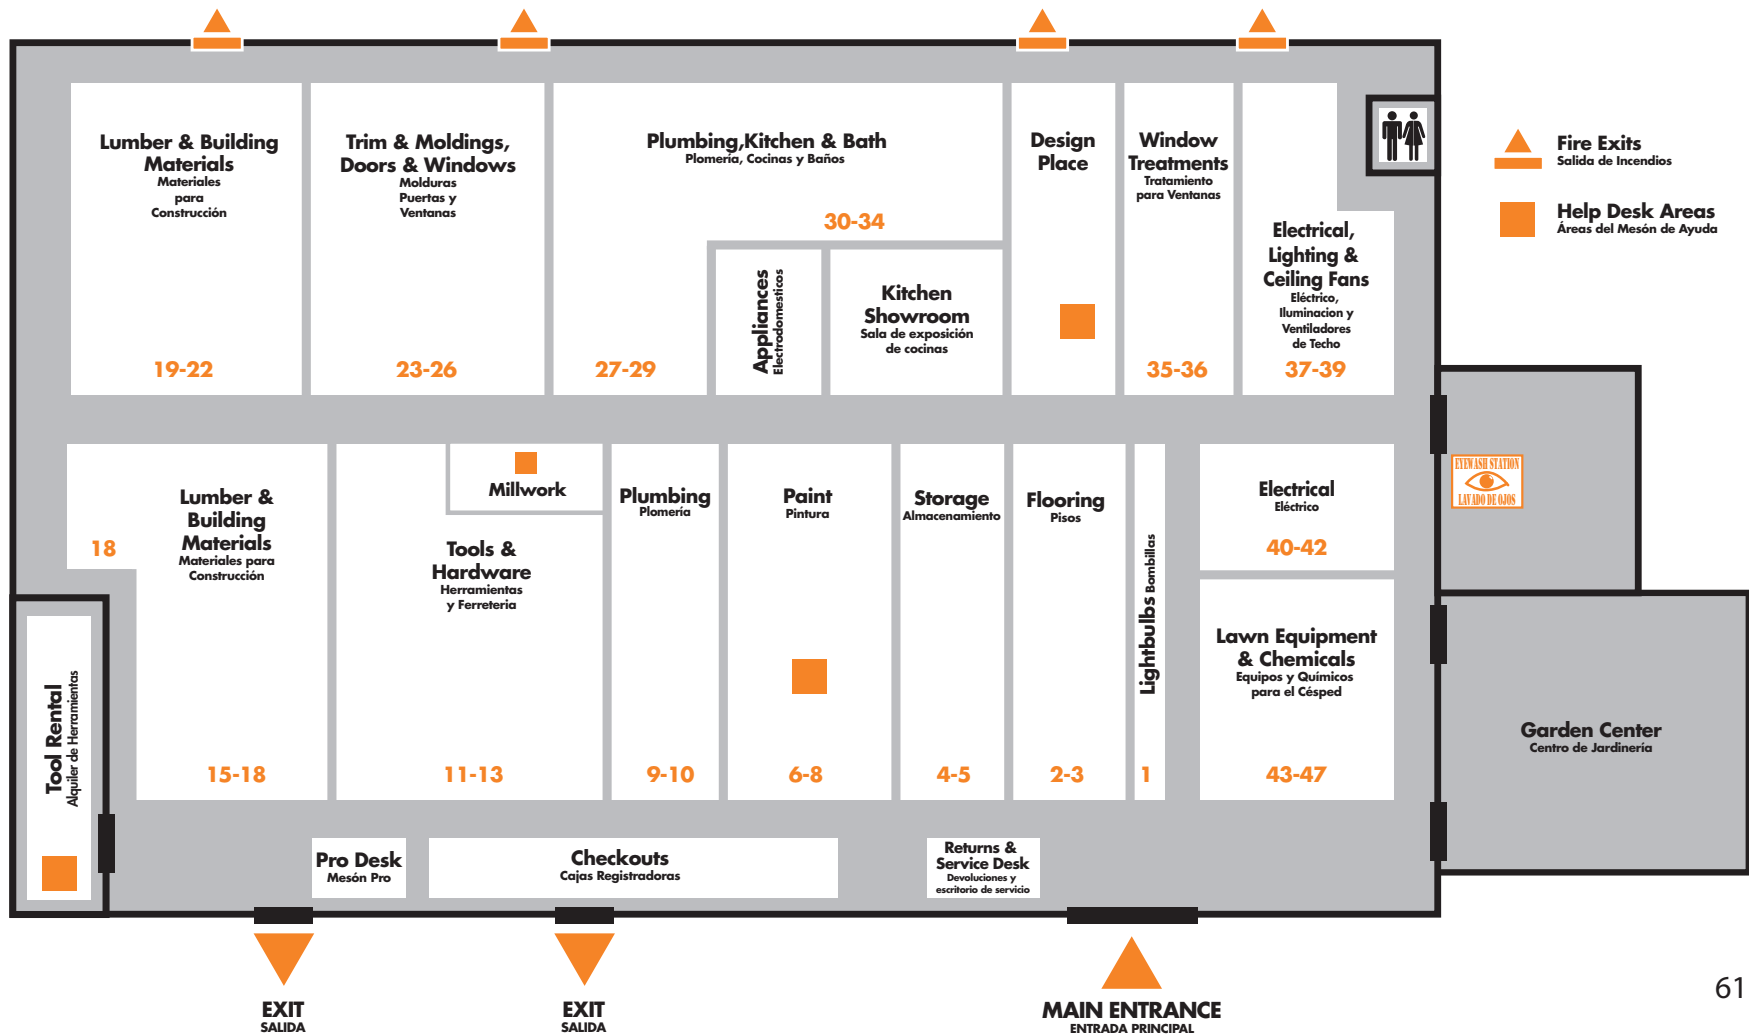 Lumber & Building
Materials
Materiales
para
Construcción
19-22
Trim & Moldings,
Doors & Windows
Molduras
Puertas y
Ventanas
23-26
Plumbing,Kitchen & Bath
Plomería, Cocinas y Baños
30-34
27-29
Appliances
Electrodomesticos
Kitchen
Showroom
Sala de exposición
de cocinas
Design
Place
Window
Treatments
Tratamiento
para Ventanas
35-36
Electrical,
Lighting &
Ceiling Fans
Eléctrico,
Iluminacion y
Ventiladores
de Techo
37-39
Fire Exits
Salida de Incendios
Help Desk Areas
Áreas del Mesón de Ayuda
18
Lumber &
Building
Materials
Materiales para
Construcción
15-18
Millwork
Tools &
Hardware
Herramientas
y Ferreteria
11-13
Plumbing
Plomería
9-10
Paint
Pintura
6-8
Storage
Almacenamiento
4-5
Flooring
Pisos
2-3
Lightbulbs Bombillas
1
Electrical
Eléctrico
40-42
Lawn Equipment
& Chemicals
Equipos y Químicos
para el Césped
43-47
EYEWASH STATION
LAVADO DE OJOS
Garden Center
Centro de Jardinería
Tool Rental
Alquiler de Herramientas
Pro Desk
Mesón Pro
Checkouts
Cajas Registradoras
Returns &
Service Desk
Devoluciones y
escritorio de servicio
EXIT
SALIDA
EXIT
SALIDA
MAIN ENTRANCE
ENTRADA PRINCIPAL
61